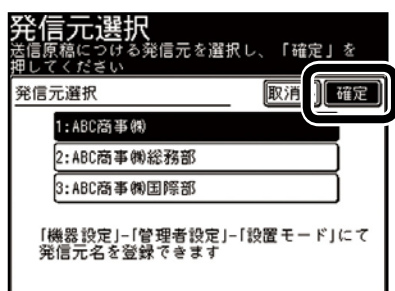 発信元選択
送信原稿につける発信元を選択し、「確定」を
押してください
発信元選択
取消
確定
1:ABC商事㈱
2:ABC商事㈱総務部
3:ABC商事㈱国際部
「機器設定」-「管理者設定」-「設置モード」にて
発信元名を登録できます